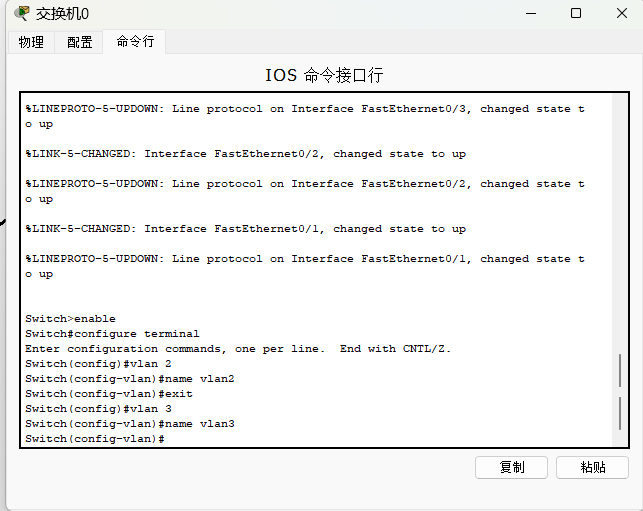 交换机0
物理 配置 命令行
IOS 命令接口行
%LINEPROTO-5-UPDOWN: Line protocol on Interface FastEthernet0/3, changed state t
o up
%LINK-5-CHANGED: Interface FastEthernet0/2, changed state to up
%LINEPROTO-5-UPDOWN: Line protocol on Interface FastEthernet0/2, changed state t
o up
%LINK-5-CHANGED: Interface FastEthernet0/1, changed state to up
%LINEPROTO-5-UPDOWN: Line protocol on Interface FastEthernet0/1, changed state t
o up
Switch>enable
Switch#configure terminal
Enter configuration commands, one per line.  End with CNTL/Z.
Switch(config)#vlan 2
Switch(config-vlan)#name vlan2
Switch(config-vlan)#exit
Switch(config)#vlan 3
Switch(config-vlan)#name vlan3
Switch(config-vlan)#
复制 粘贴